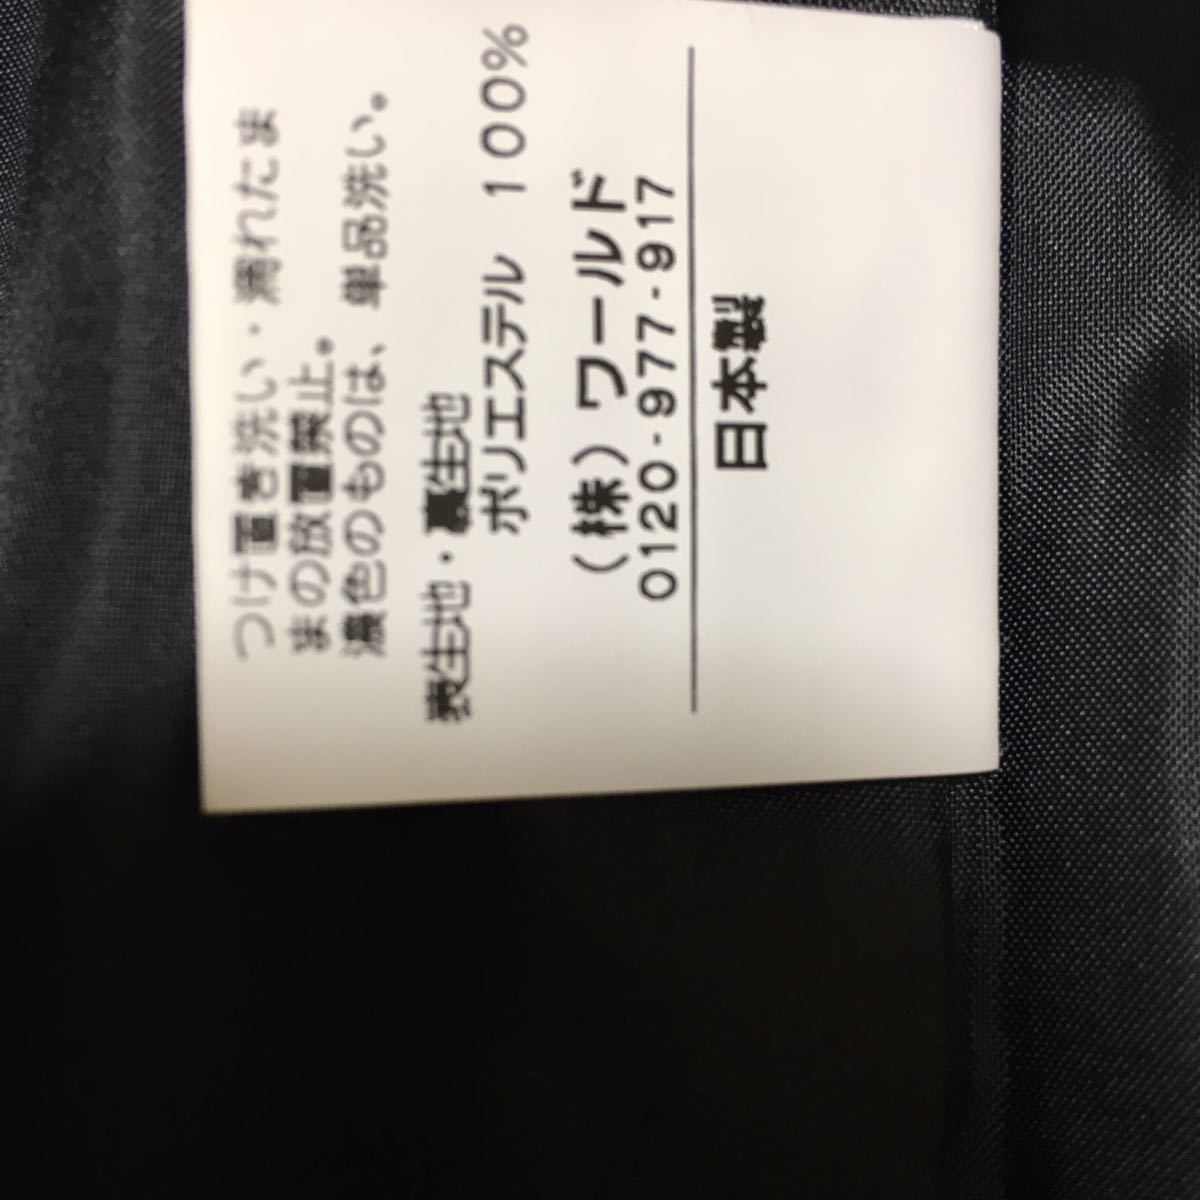 つけ置き洗い・濡れたま
まの放置禁止。
濃色のものは、単品洗い。
表生地・裏生地
ポリエステル 100%
(株)ワールド
0120-977-917
日本製